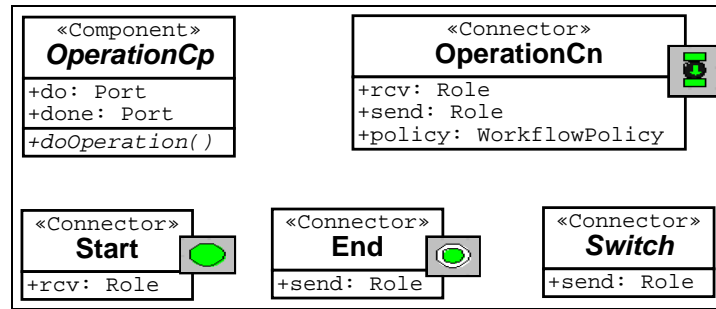 «Component»
OperationCp
+do: Port
+done: Port
+doOperation()
«Connector»
OperationCn
+rcv: Role
+send: Role
+policy: WorkflowPolicy
«Connector»
Start
+rcv: Role
«Connector»
End
+send: Role
«Connector»
Switch
+send: Role